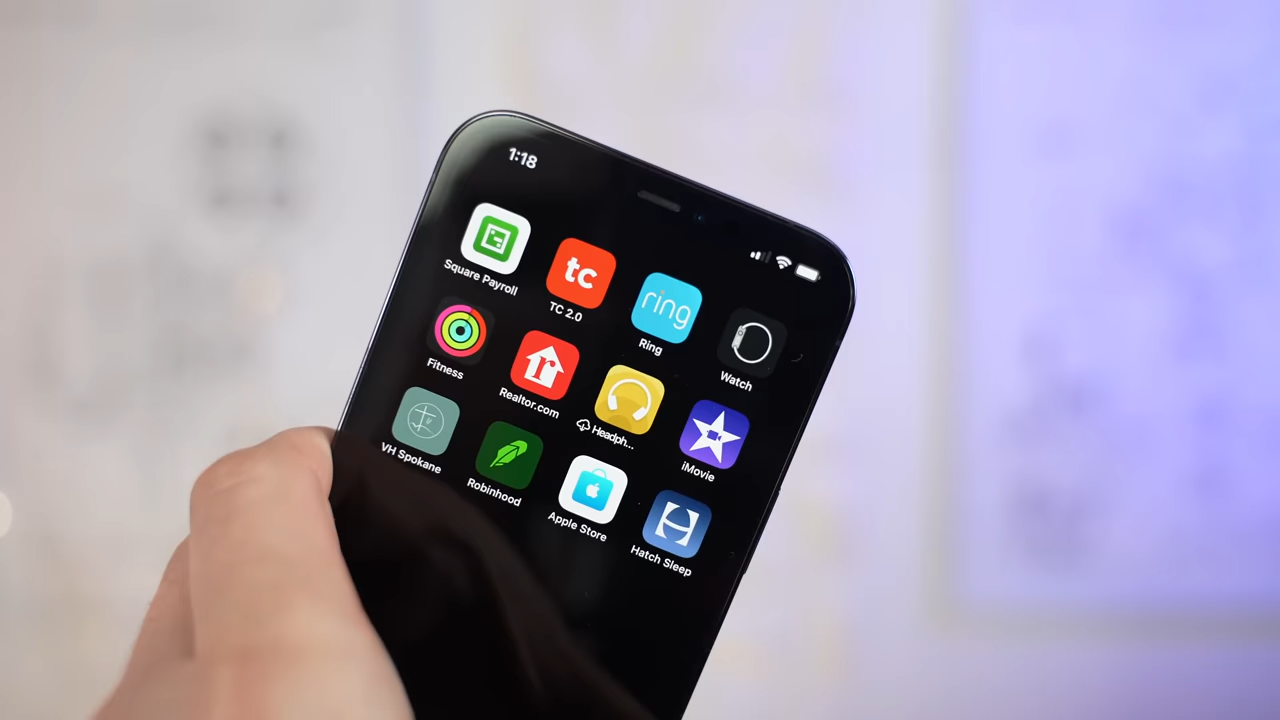 1:18
tc
ring
Square Payroll
TC 2.0
Ring
Watch
r
Fitness
Realtor.com
Headph...
iMovie
VH Spokane
Robinhood
Apple Store
Hatch Sleep